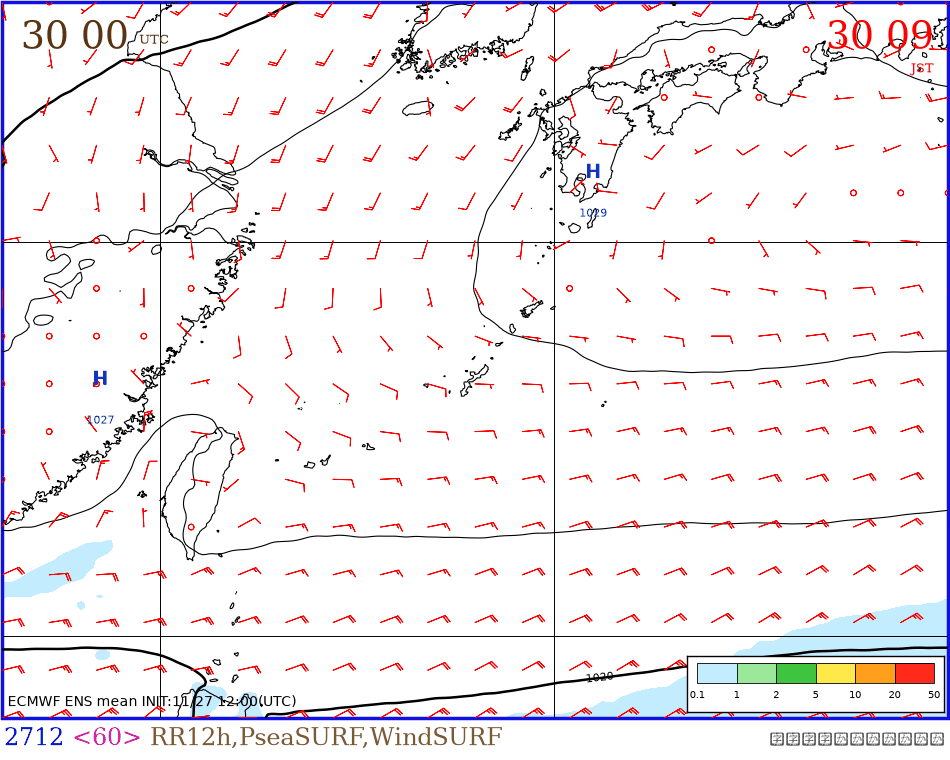 30 00 UTC
30 09 JST
H
1029
H
1027
1020
0.1 1 2 5 10 20 50
ECMWF ENS mean INIT:11/27 12:00(UTC)
2712 <60> RR12h,PseaSURF,WindSURF